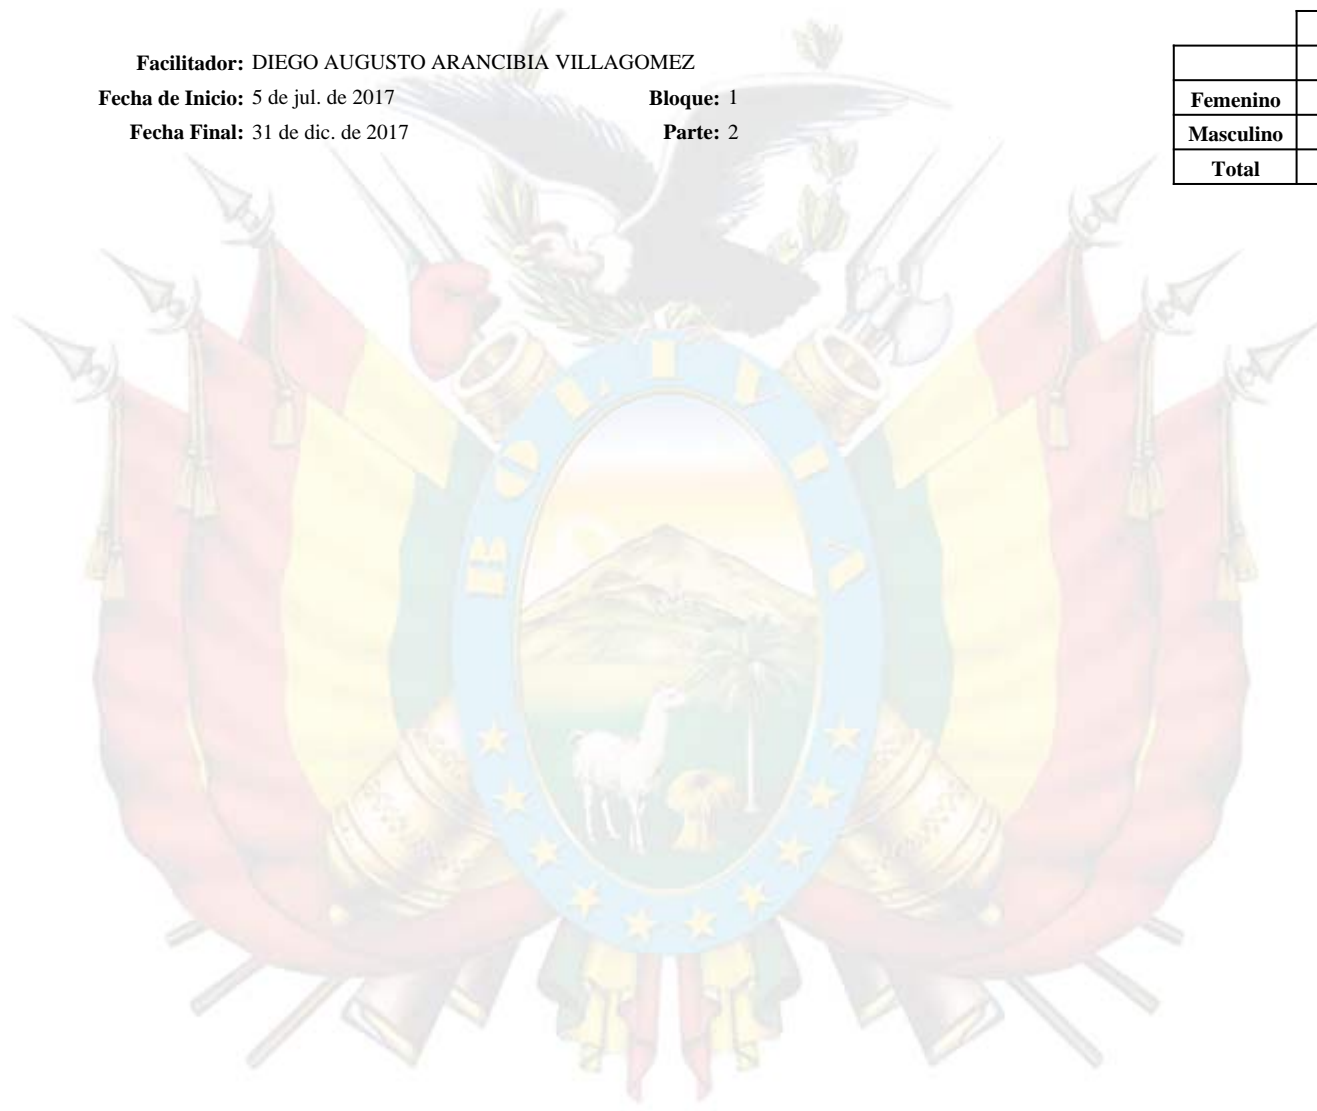 Facilitador: DIEGO AUGUSTO ARANCIBIA VILLAGOMEZ
Fecha de Inicio: 5 de jul. de 2017 Bloque: 1
Fecha Final: 31 de dic. de 2017 Parte: 2
Femenino
Masculino
Total
BOLIVIA